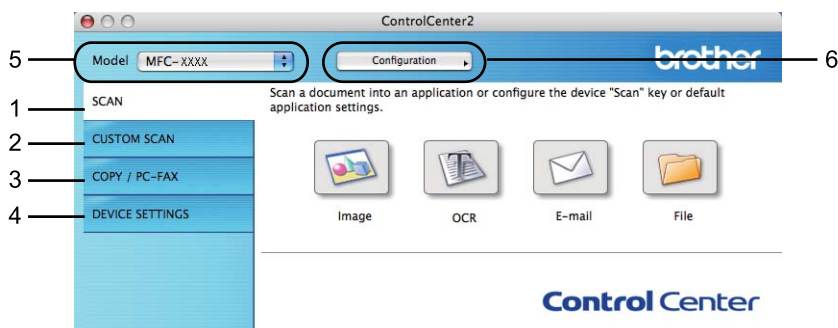 ControlCenter2
5
Model MFC-XXXX
Configuration
6
brother
1
SCAN
Scan a document into an application or configure the device "Scan" key or default
application settings.
2
CUSTOM SCAN
3
COPY / PC-FAX
4
DEVICE SETTINGS
Image
OCR
E-mail
File
Control Center